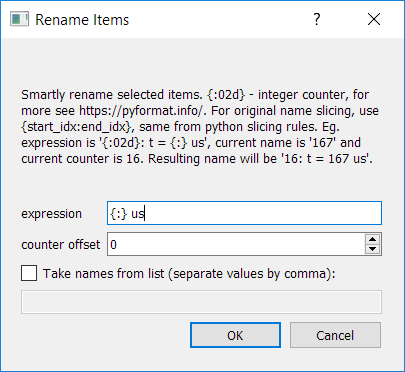 Rename Items
Smartly rename selected items. {:02d} - integer counter, for
more see https://pyformat.info/. For original name slicing, use
{start_idx:end_idx}, same from python slicing rules. Eg.
expression is '{:02d}: t = {:} us', current name is '167' and
current counter is 16. Resulting name will be '16: t = 167 us'.
expression {:} us
counter offset 0
Take names from list (separate values by comma):
OK Cancel